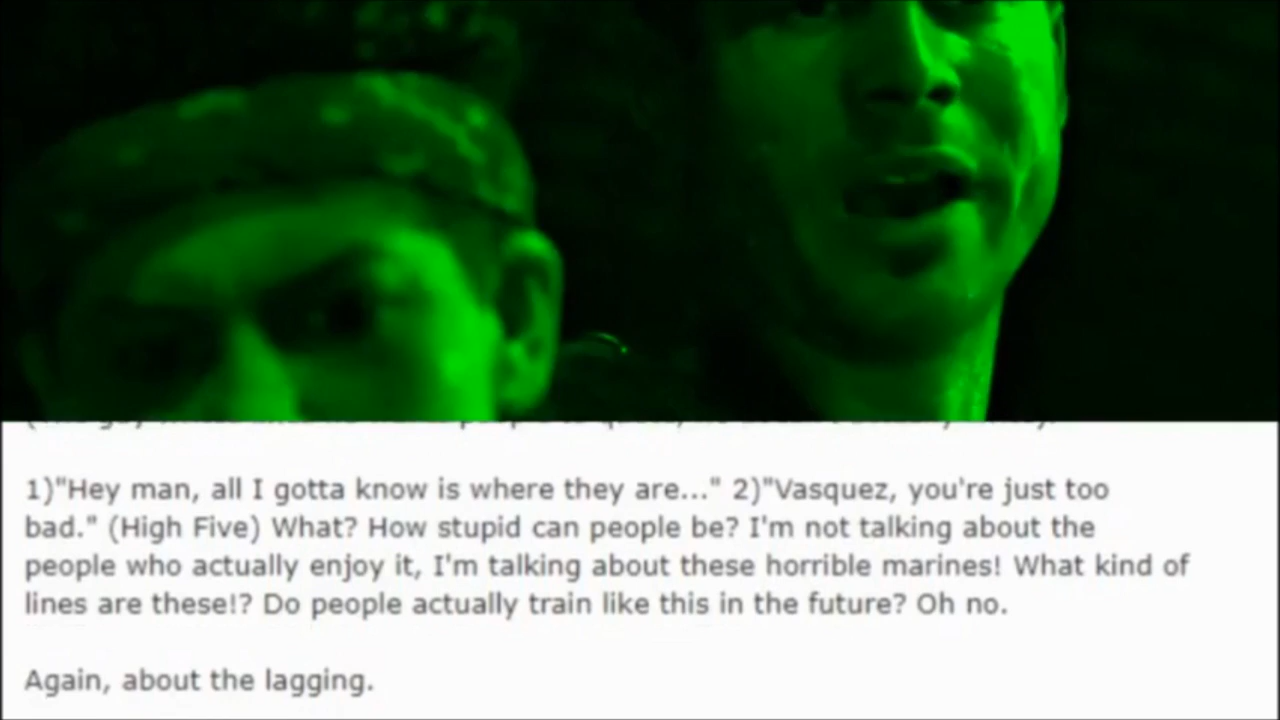 1)"Hey man, all I gotta know is where they are..." 2)"Vasquez, you're just too
bad." (High Five) What? How stupid can people be? I'm not talking about the
people who actually enjoy it, I'm talking about these horrible marines! What kind of
lines are these!? Do people actually train like this in the future? Oh no.
Again, about the lagging.